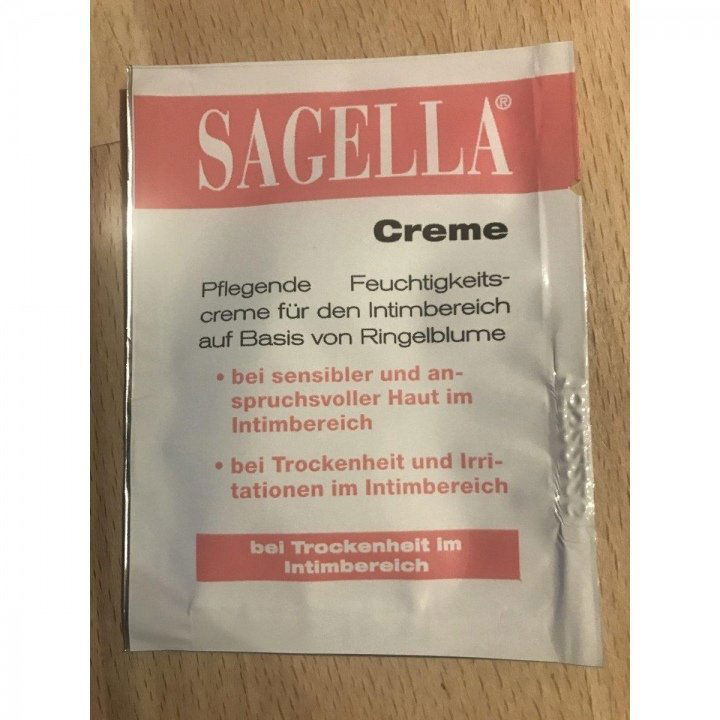 SAGELLA®
Creme
Pflegende Feuchtigkeits-
creme für den Intimbereich
auf Basis von Ringelblume
• bei sensibler und an-
spruchsvoller Haut im
Intimbereich
• bei Trockenheit und Irri-
tationen im Intimbereich
bei Trockenheit im
Intimbereich